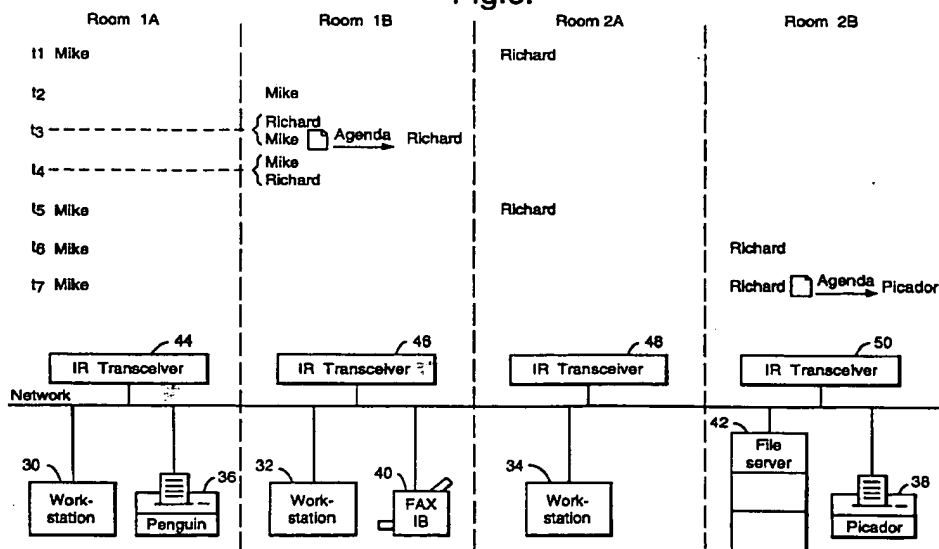 Room 1A Room 1B Room 2A Room 2B
t1 Mike Richard
t2 Mike
t3 Richard
Mike Agenda Richard
t4 Mike
Richard
t5 Mike Richard
t6 Mike Richard
t7 Mike Richard Agenda Picador
44 46 48 50
IR Transceiver IR Transceiver IR Transceiver IR Transceiver
Network
30 36 32 40 34 42 38
Work-
station
Penguin
Work-
station
FAX
IB
Work-
station
File
server
Picador